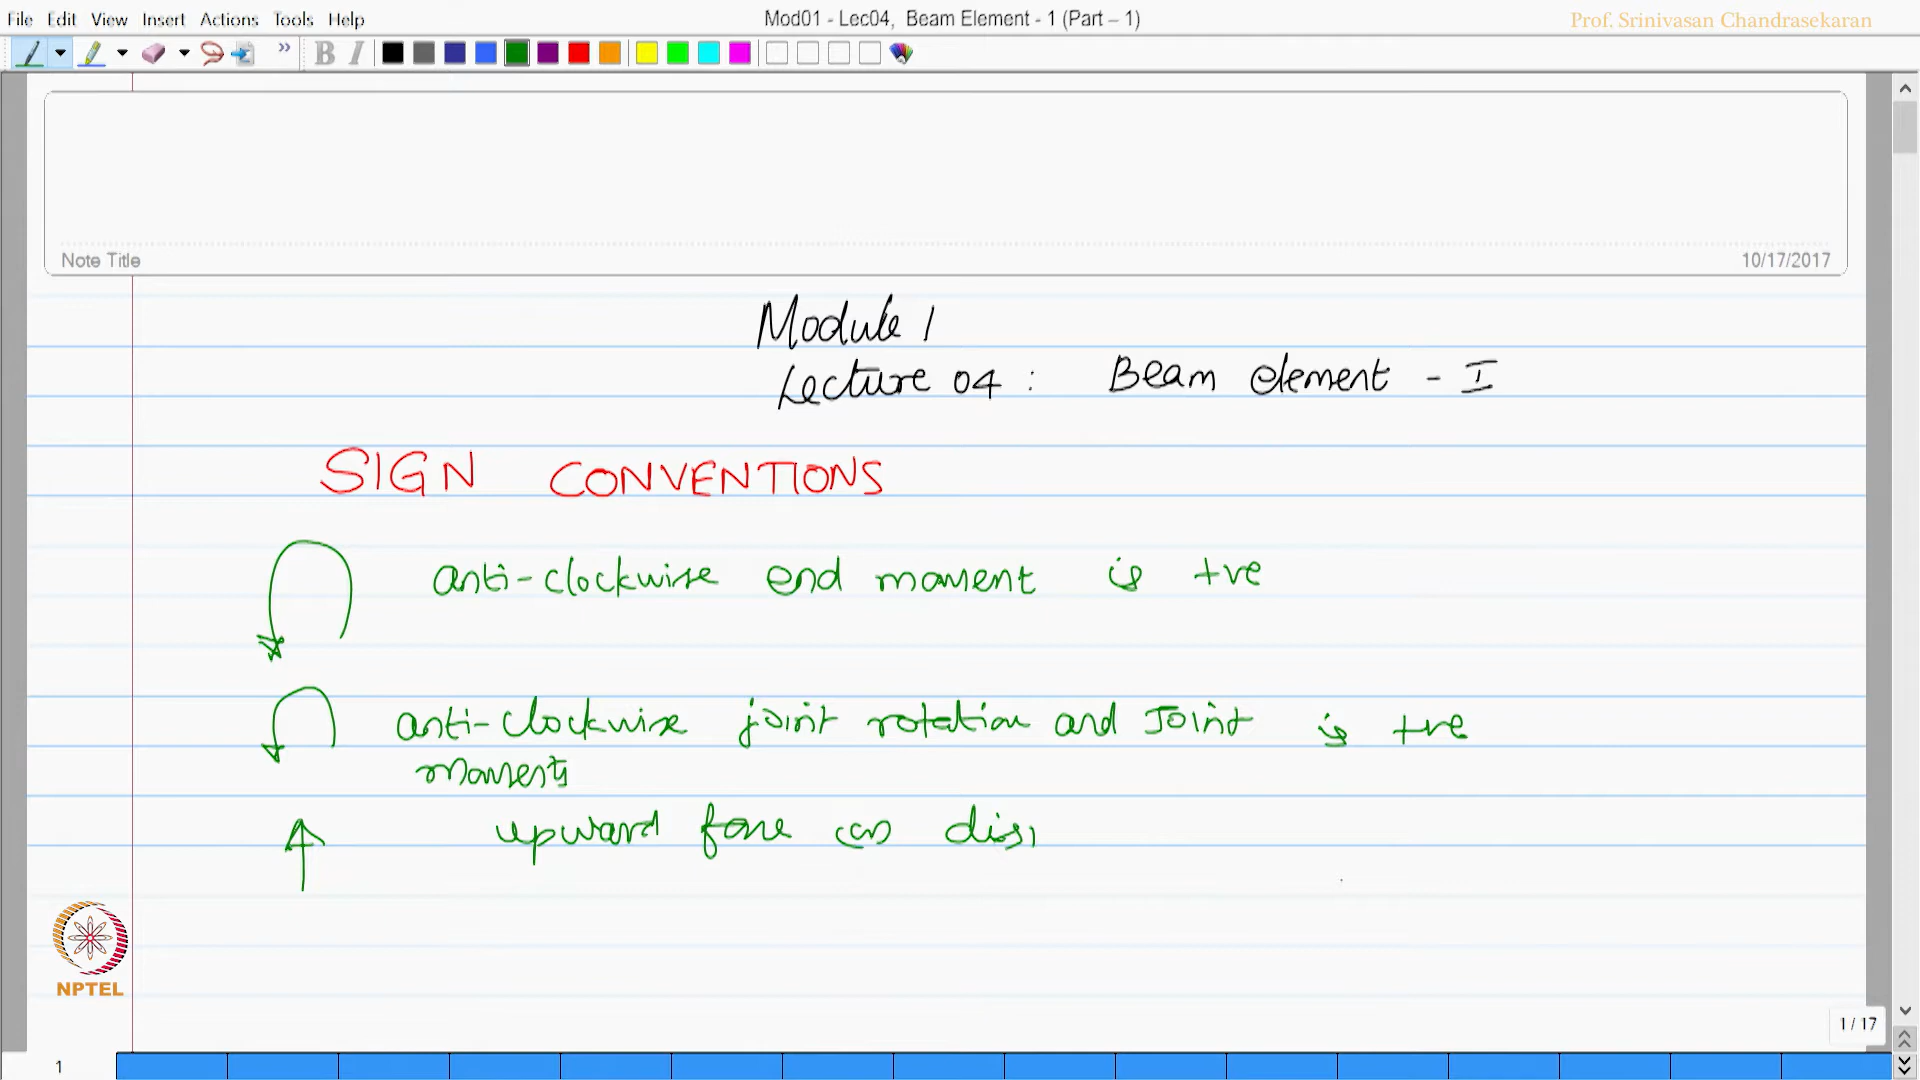 File Edit View Insert Actions Tools Help
Mod01 - Lec04, Beam Element - 1 (Part – 1)
Prof. Srinivasan Chandrasekaran
B I
Note Title
10/17/2017
Module 1
Lecture 04 : Beam element - I
SIGN CONVENTIONS
anti-clockwise end moment is +ve
anti-clockwise joint rotation and Joint is +ve
moments
upward force (or) dis
NPTEL
1 / 17
1